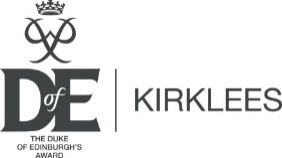 DofE
THE DUKE
OF EDINBURGH'S
AWARD
KIRKLEES